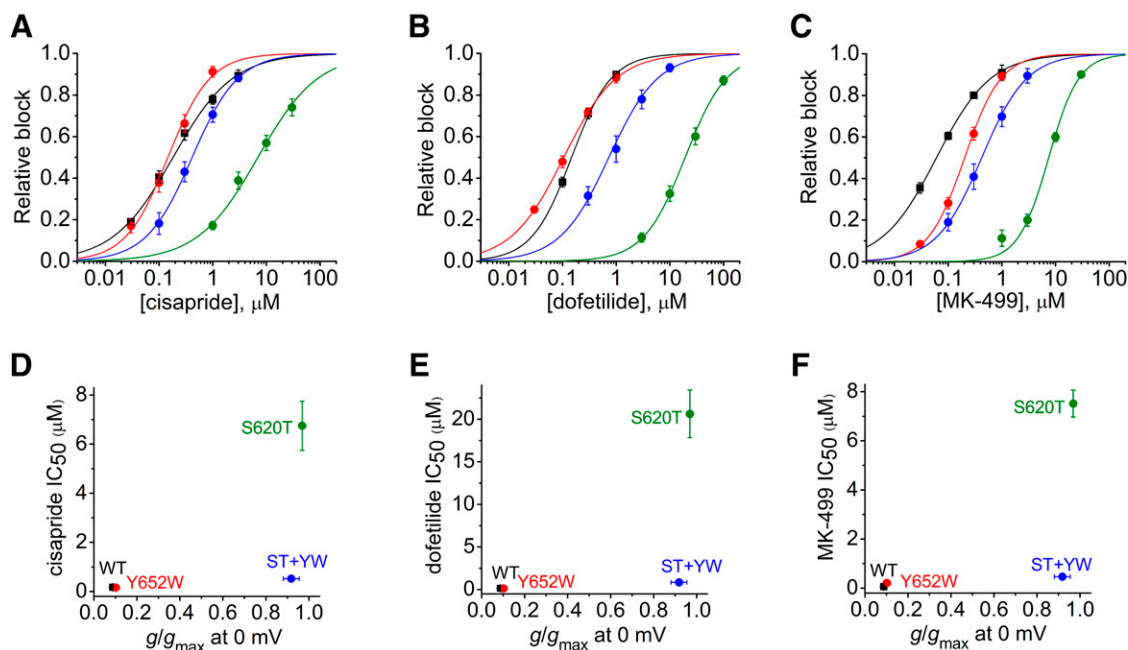 A
B
C
Relative block
1.0
0.8
0.6
0.4
0.2
0.0
0.01 0.1 1 10 100
[cisapride], μM
Relative block
1.0
0.8
0.6
0.4
0.2
0.0
0.01 0.1 1 10 100
[dofetilide], μM
Relative block
1.0
0.8
0.6
0.4
0.2
0.0
0.01 0.1 1 10 100
[MK-499], μM
D
E
F
cisapride IC50 (μM)
8
6
4
2
0
S620T
WT
Y652W
ST+YW
0.0 0.2 0.4 0.6 0.8 1.0
g/gmax at 0 mV
dofetilide IC50 (μM)
20
15
10
5
0
S620T
WT
Y652W
ST+YW
0.0 0.2 0.4 0.6 0.8 1.0
g/gmax at 0 mV
MK-499 IC50 (μM)
8
6
4
2
0
S620T
WT
Y652W
ST+YW
0.0 0.2 0.4 0.6 0.8 1.0
g/gmax at 0 mV